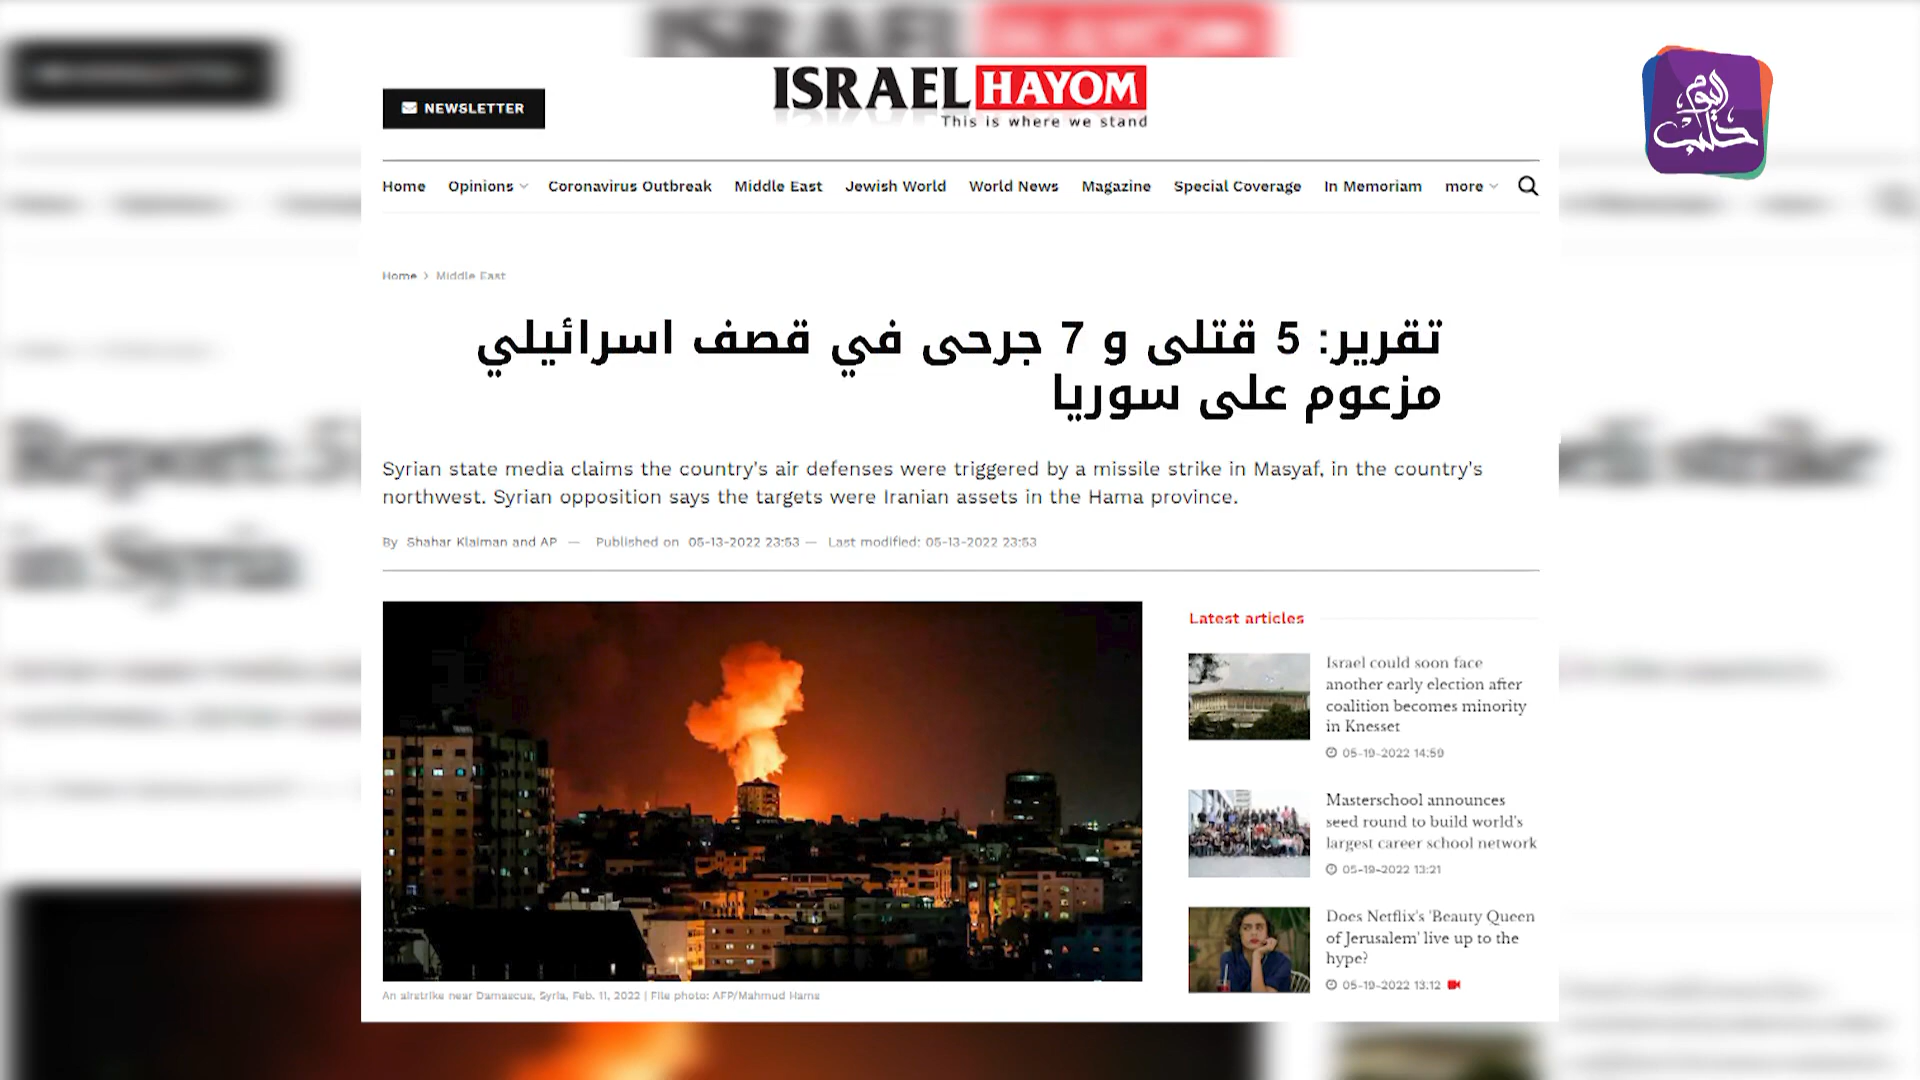 ISRAEL HAYOM
This is where we stand
NEWSLETTER
حلب اليوم
Home Opinions Coronavirus Outbreak Middle East Jewish World World News Magazine Special Coverage In Memoriam more
Home > Middle East
تقرير: 5 قتلى و 7 جرحى في قصف اسرائيلي
مزعوم على سوريا
Syrian state media claims the country's air defenses were triggered by a missile strike in Masyaf, in the country's
northwest. Syrian opposition says the targets were Iranian assets in the Hama province.
By Shahar Klaiman and AP — Published on 05-13-2022 23:53 — Last modified: 05-13-2022 23:53
An airstrike near Damascus, Syria, Feb. 11, 2022 | File photo: AFP/Mahmud Hams
Latest articles
Israel could soon face
another early election after
coalition becomes minority
in Knesset
05-19-2022 14:59
Masterschool announces
seed round to build world's
largest career school network
05-19-2022 13:21
Does Netflix's 'Beauty Queen
of Jerusalem' live up to the
hype?
05-19-2022 13:12
Report: 5
in Syria
strike